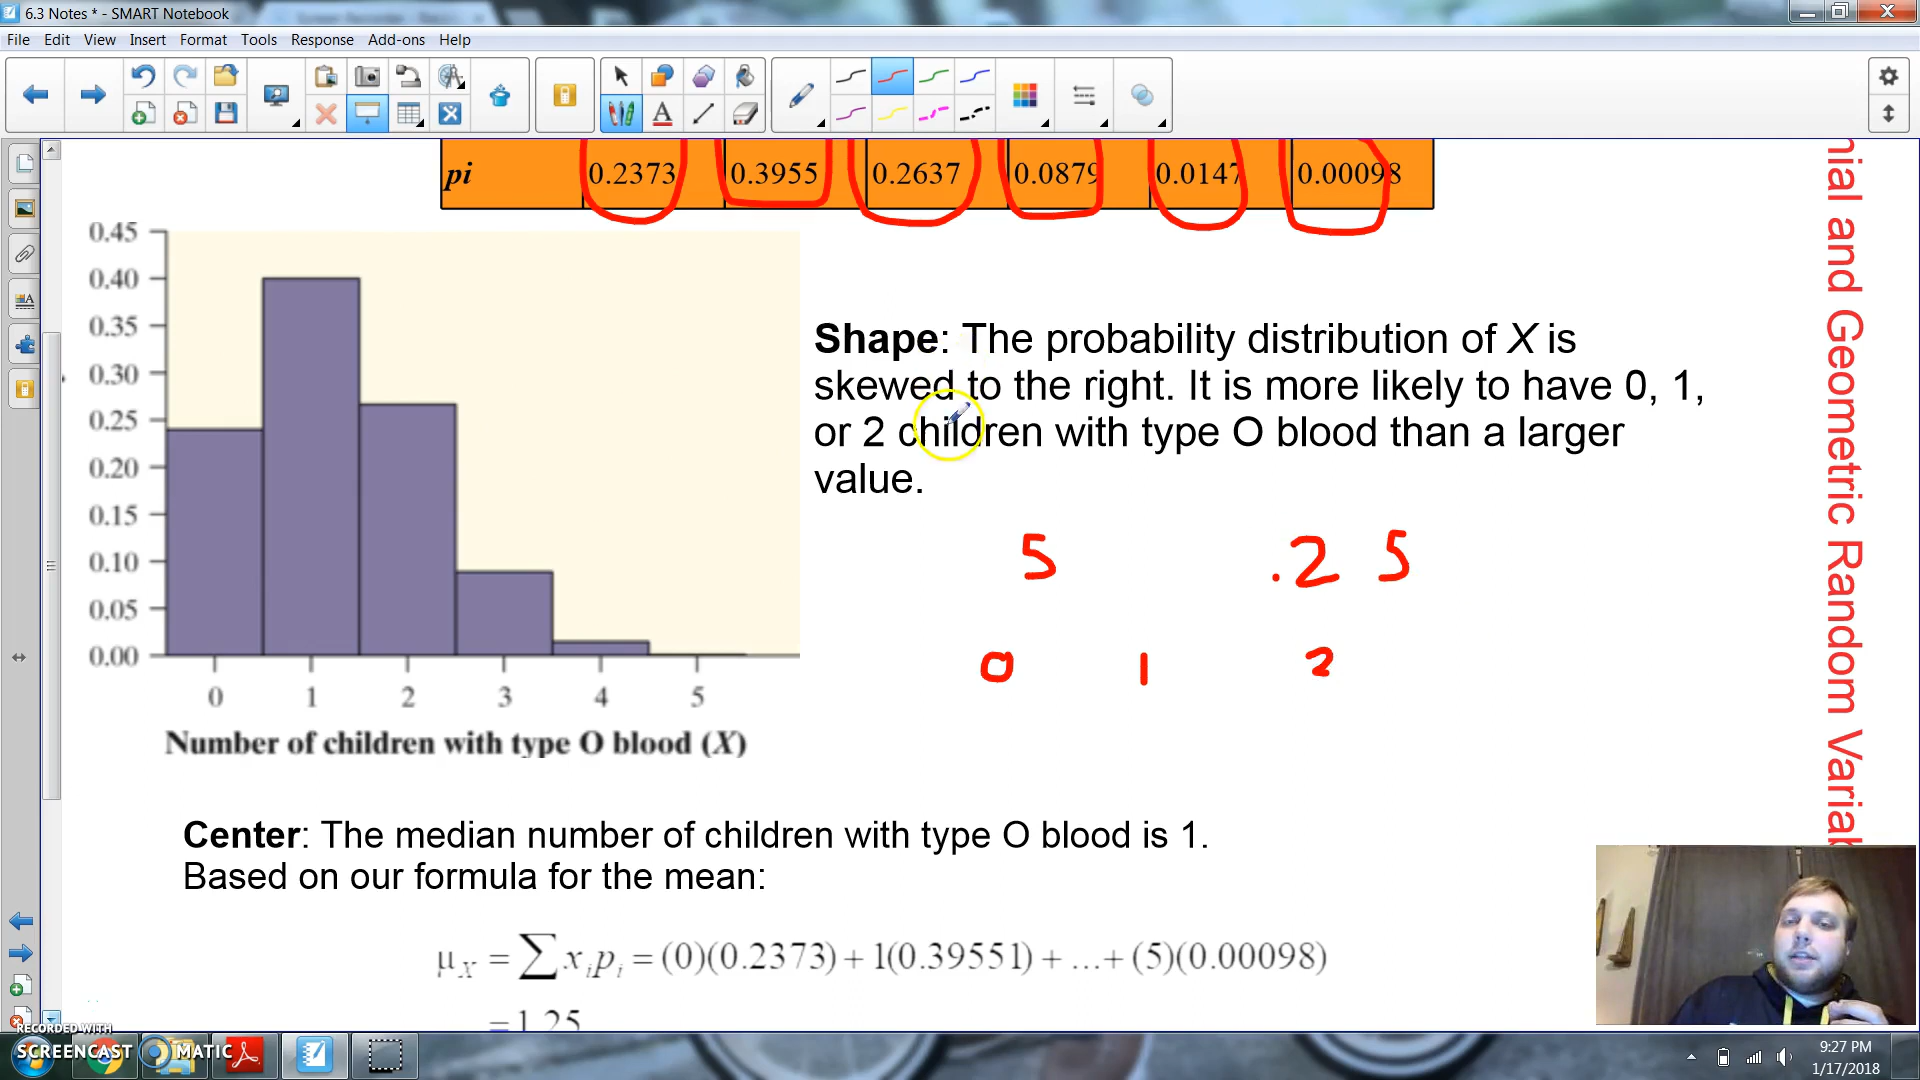 6.3 Notes * - SMART Notebook
File Edit View Insert Format Tools Response Add-ons Help
pi 0.2373 0.3955 0.2637 0.0879 0.0147 0.00098
0.45
0.40
0.35
0.30
0.25
0.20
0.15
0.10
0.05
0.00
0 1 2 3 4 5
Number of children with type O blood (X)
Shape: The probability distribution of X is
skewed to the right. It is more likely to have 0, 1,
or 2 children with type O blood than a larger
value.
5 .25
0 1 2
Center: The median number of children with type O blood is 1.
Based on our formula for the mean:
μX = ∑ xipi = (0)(0.2373) + 1(0.39551) + ... + (5)(0.00098)
= 1.25
nial and Geometric Random Variab
RECORDED WITH
SCREENCAST MATIC
9:27 PM
1/17/2018